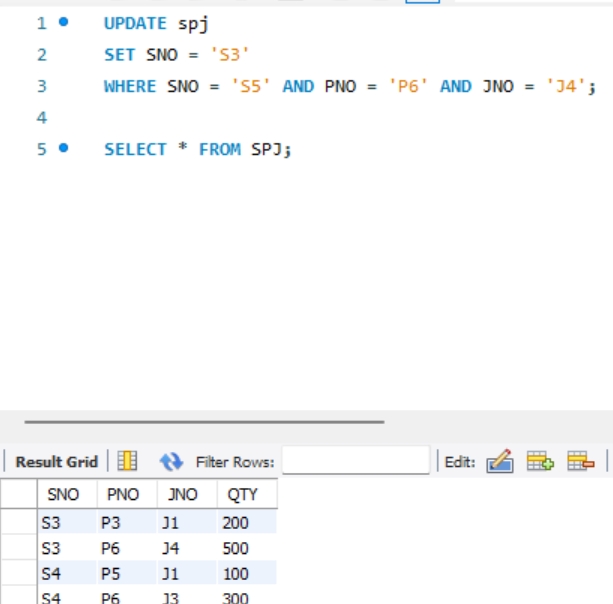 1 UPDATE spj
2 SET SNO = 'S3'
3 WHERE SNO = 'S5' AND PNO = 'P6' AND JNO = 'J4';
4
5 SELECT * FROM SPJ;
Result Grid Filter Rows: Edit:
SNO PNO JNO QTY
S3 P3 J1 200
S3 P6 J4 500
S4 P5 J1 100
S4 P6 J3 300